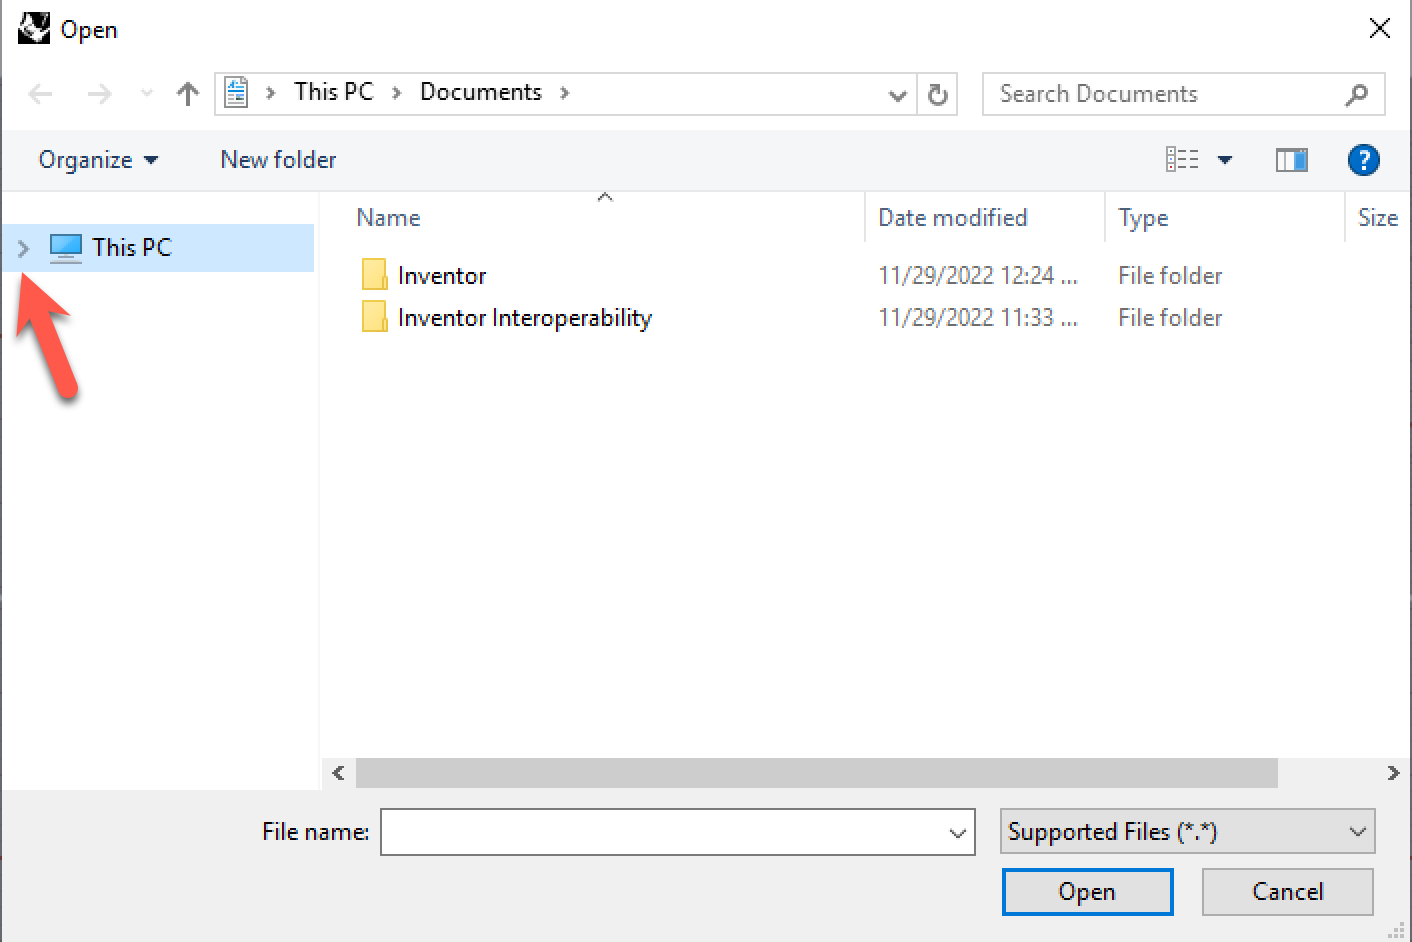 Open
This PC > Documents >
Search Documents
Organize
New folder
?
Name
Date modified
Type
Size
This PC
Inventor
11/29/2022 12:24 ...
File folder
Inventor Interoperability
11/29/2022 11:33 ...
File folder
File name:
Supported Files (*.*)
Open
Cancel